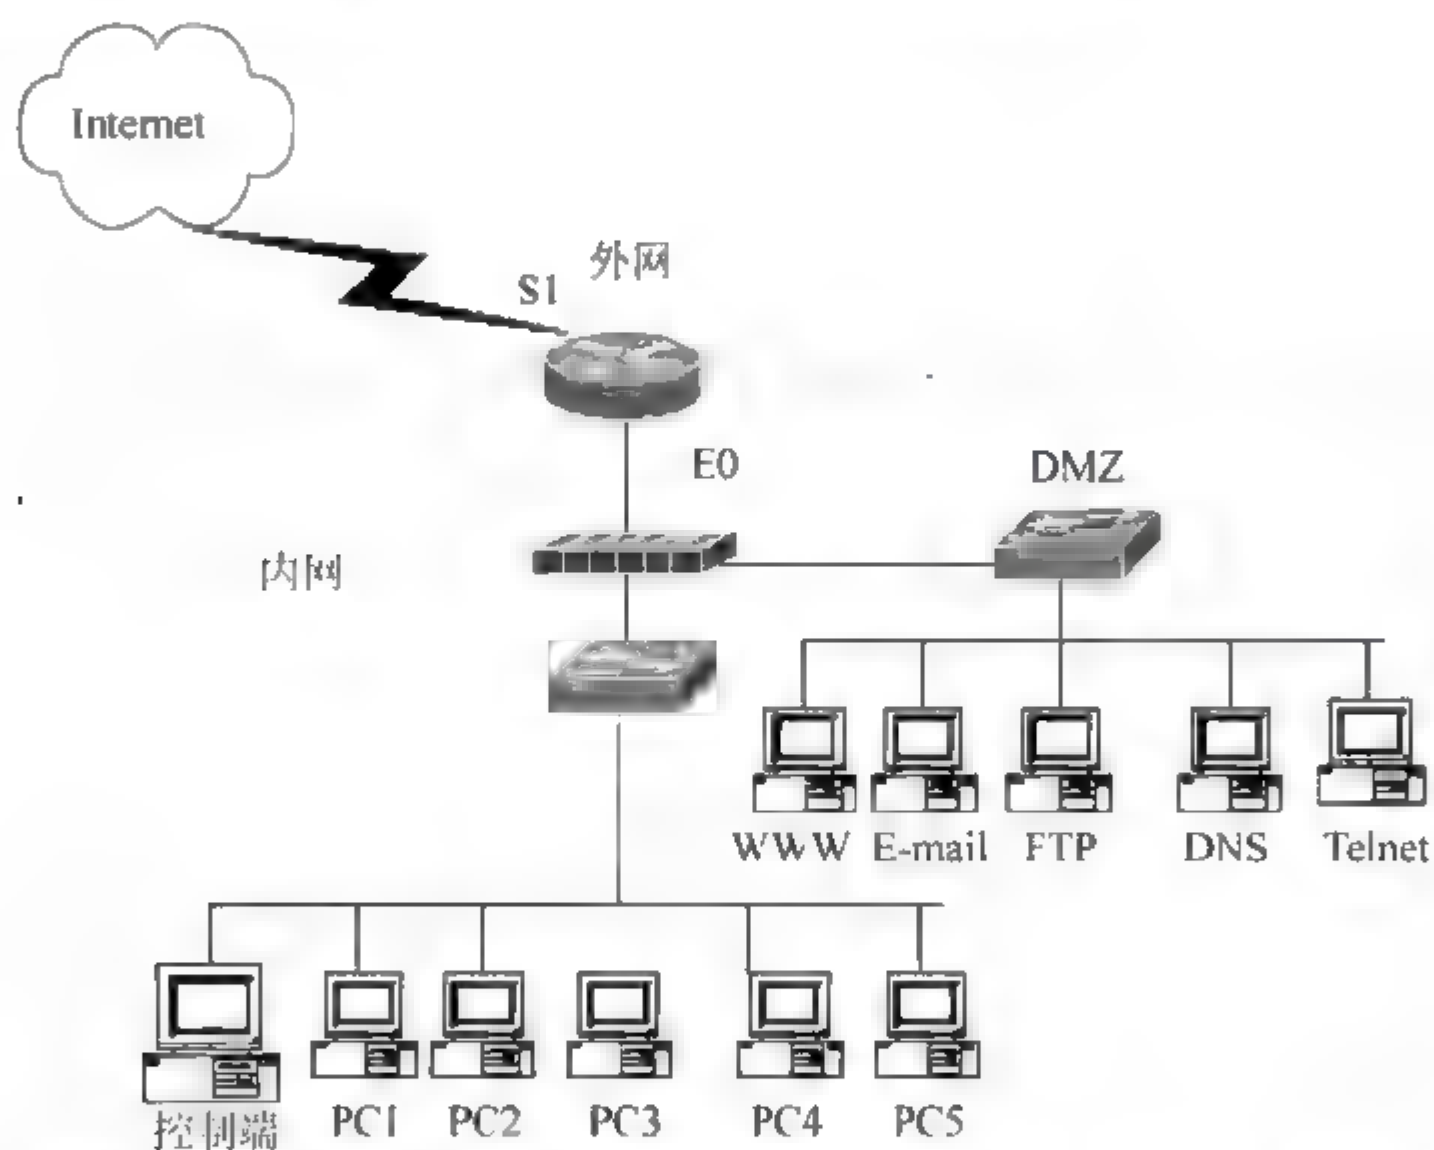 Internet
外网
S1
E0
DMZ
内网
WWW
E-mail
FTP
DNS
Telnet
控制端
PC1
PC2
PC3
PC4
PC5